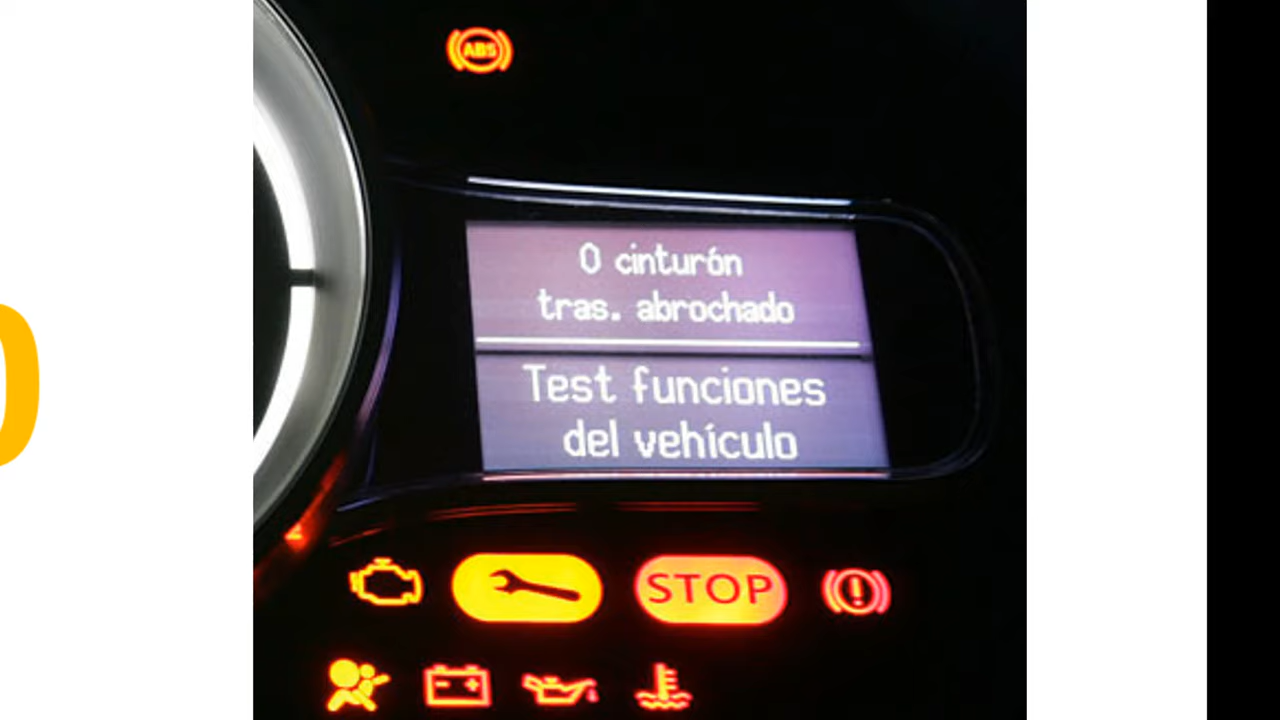 ABS
0 cinturón
tras. abrochado
Test funciones
del vehículo
STOP